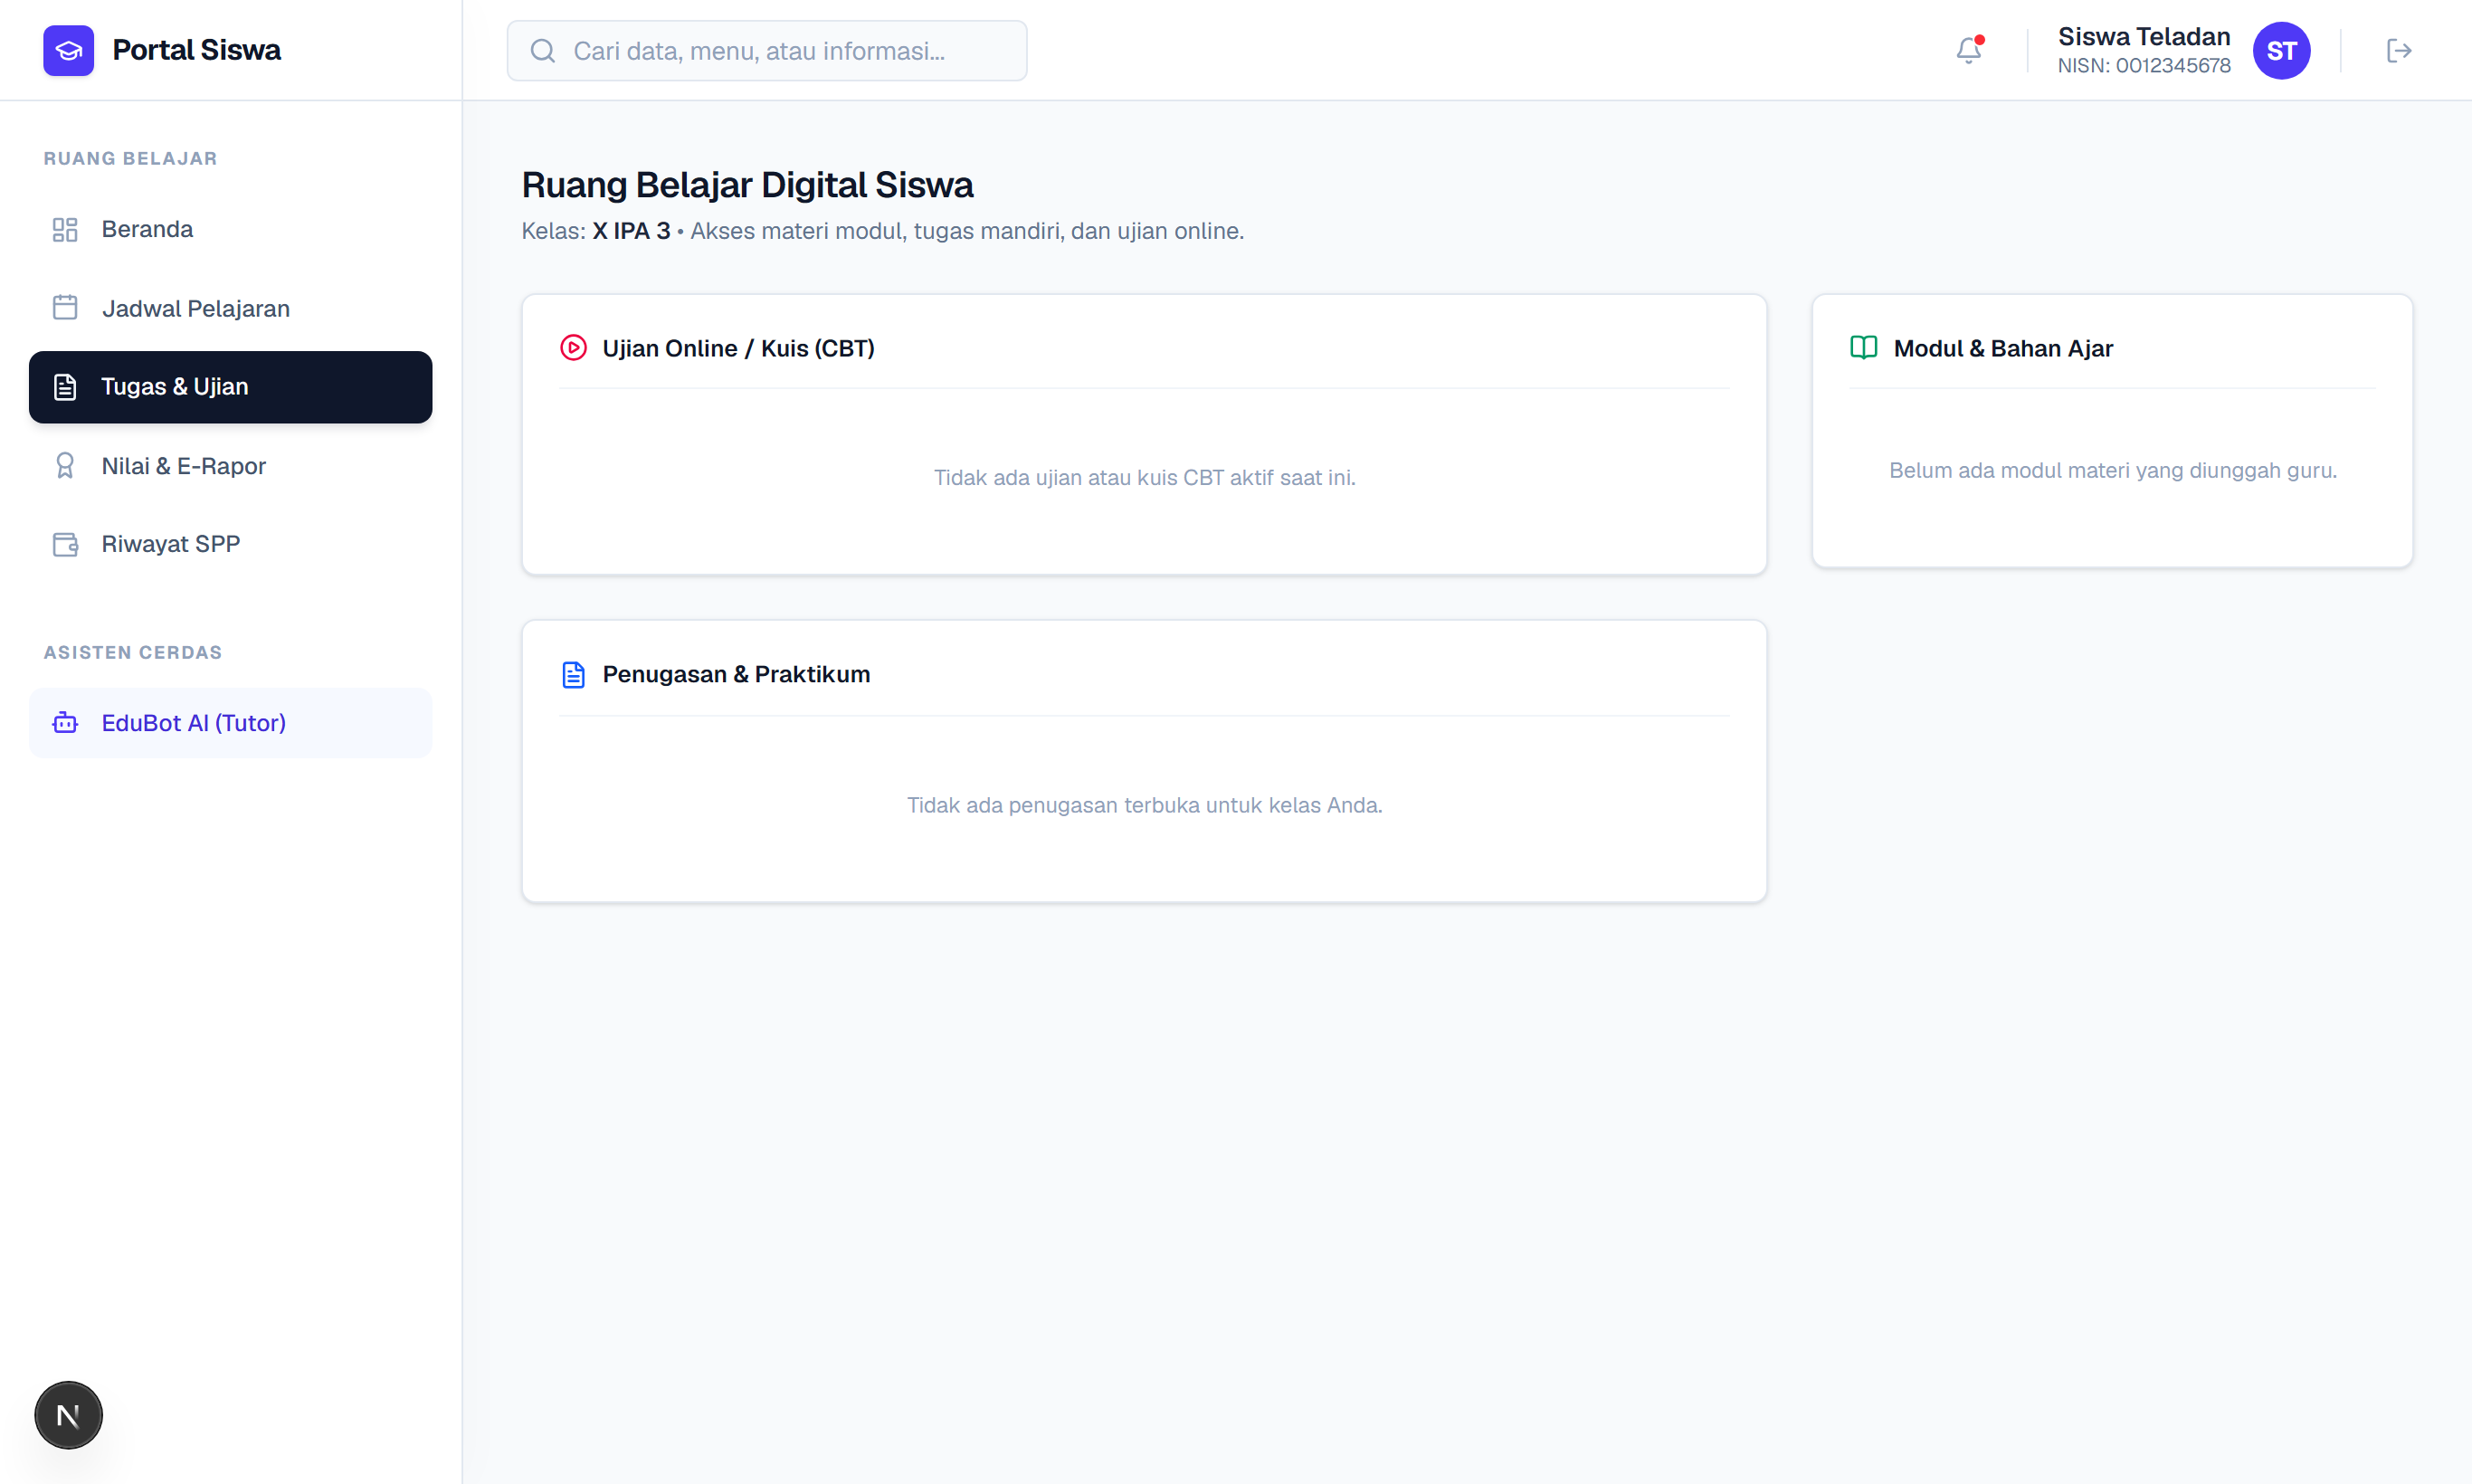 Portal Siswa
Cari data, menu, atau informasi...
Siswa Teladan
NISN: 0012345678
ST
RUANG BELAJAR
Beranda
Jadwal Pelajaran
Tugas & Ujian
Nilai & E-Rapor
Riwayat SPP
ASISTEN CERDAS
EduBot AI (Tutor)
N
Ruang Belajar Digital Siswa
Kelas: X IPA 3 • Akses materi modul, tugas mandiri, dan ujian online.
Ujian Online / Kuis (CBT)
Tidak ada ujian atau kuis CBT aktif saat ini.
Modul & Bahan Ajar
Belum ada modul materi yang diunggah guru.
Penugasan & Praktikum
Tidak ada penugasan terbuka untuk kelas Anda.